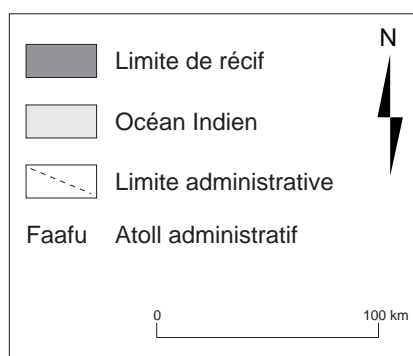 N
Limite de récif
Océan Indien
Limite administrative
Faafu Atoll administratif
0 100 km